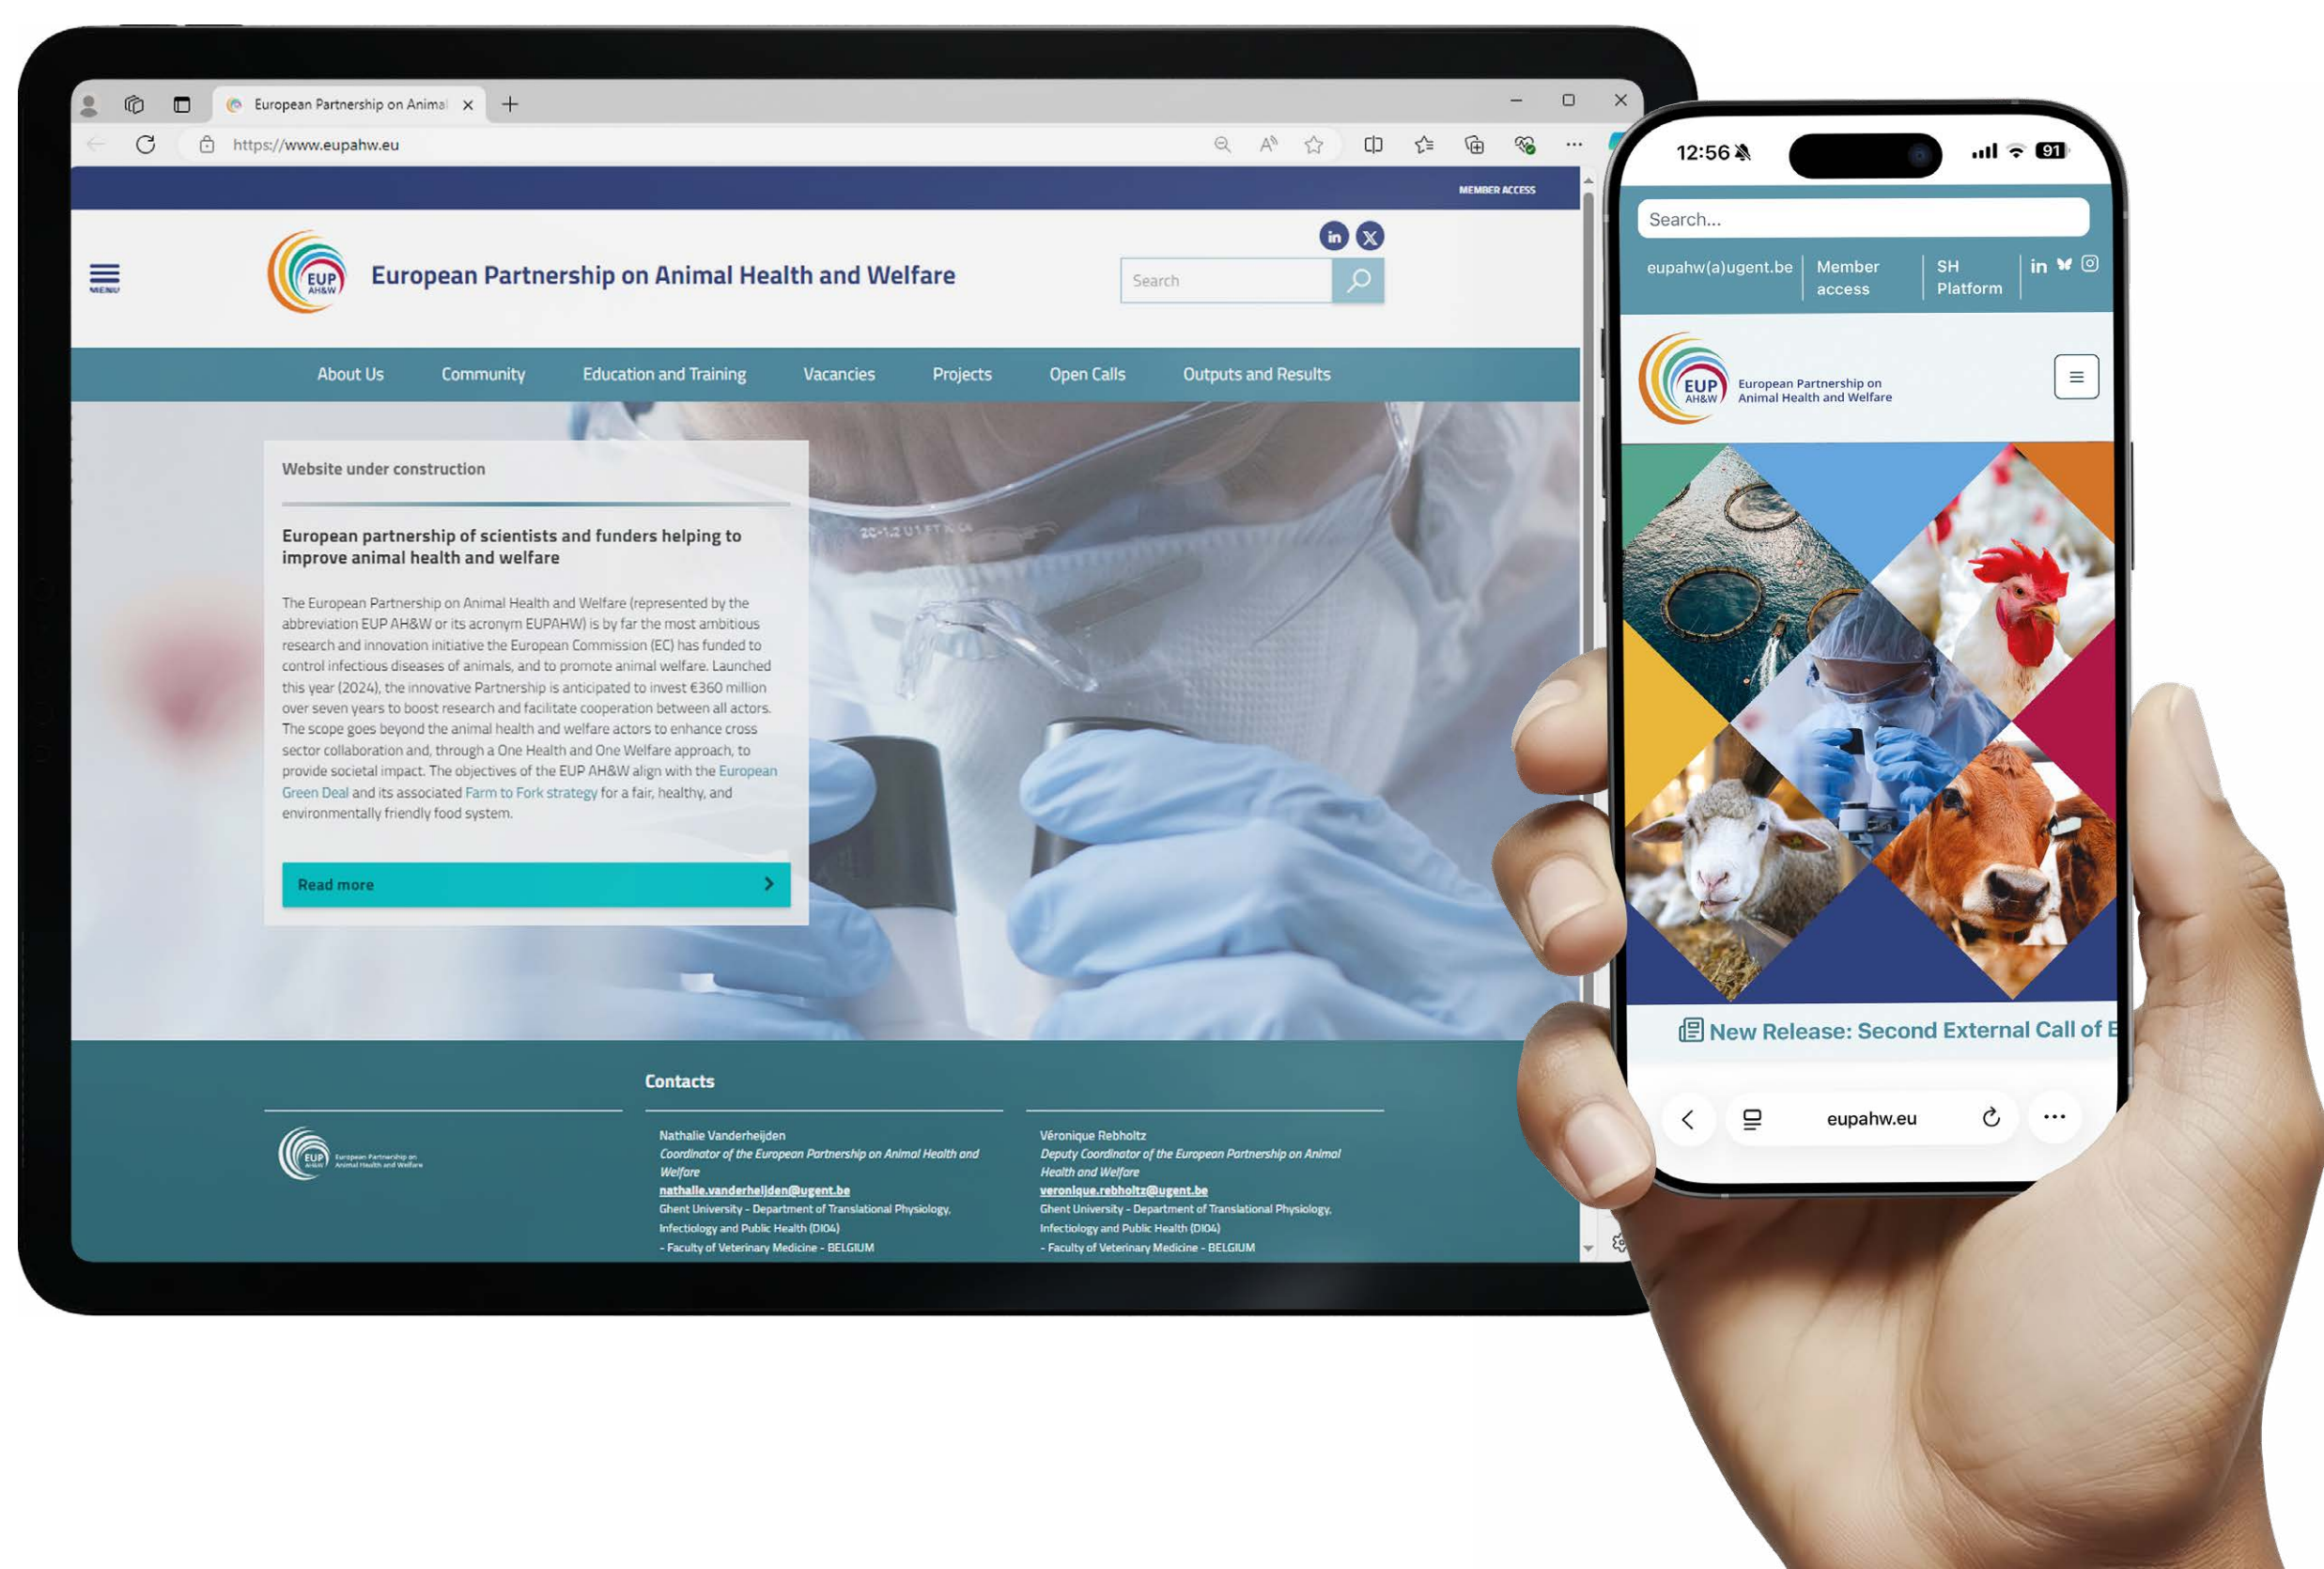 European Partnership on Anima
https://www.eupahw.eu
MEMBER ACCESS
MENU
EUP
AH&W
European Partnership on Animal Health and Welfare
in X
Search
About Us Community Education and Training Vacancies Projects Open Calls Outputs and Results
Website under construction
European partnership of scientists and funders helping to
improve animal health and welfare
The European Partnership on Animal Health and Welfare (represented by the
abbreviation EUP AH&W or its acronym EUPAHW) is by far the most ambitious
research and innovation initiative the European Commission (EC) has funded to
control infectious diseases of animals, and to promote animal welfare. Launched
this year (2024), the innovative Partnership is anticipated to invest €360 million
over seven years to boost research and facilitate cooperation between all actors.
The scope goes beyond the animal health and welfare actors to enhance cross
sector collaboration and, through a One Health and One Welfare approach, to
provide societal impact. The objectives of the EUP AH&W align with the European
Green Deal and its associated Farm to Fork strategy for a fair, healthy, and
environmentally friendly food system.
Read more
Contacts
EUP
AH&W
European Partnership on
Animal Health and Welfare
Nathalie Vanderheijden
Coordinator of the European Partnership on Animal Health and
Welfare
nathalie.vanderheijden@ugent.be
Ghent University - Department of Translational Physiology,
Infectiology and Public Health (DI04)
- Faculty of Veterinary Medicine - BELGIUM
Véronique Rebholtz
Deputy Coordinator of the European Partnership on Animal
Health and Welfare
veronique.rebholtz@ugent.be
Ghent University - Department of Translational Physiology,
Infectiology and Public Health (DI04)
- Faculty of Veterinary Medicine - BELGIUM
12:56 91
Search...
eupahw(a)ugent.be
Member
access
SH
Platform
in
EUP
AH&W
European Partnership on
Animal Health and Welfare
New Release: Second External Call of E
eupahw.eu